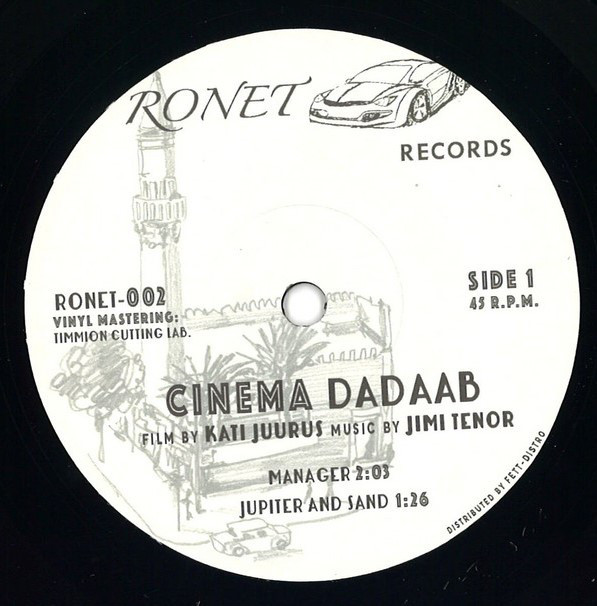 RONET
RECORDS
RONET-002
VINYL MASTERING:
TIMMION CUTTING LAB.
SIDE 1
45 R.P.M.
CINEMA DADAAB
FILM BY KATI JUURUS MUSIC BY JIMI TENOR
MANAGER 2:03
JUPITER AND SAND 1:26
DISTRIBUTED BY FETT-DISTRO